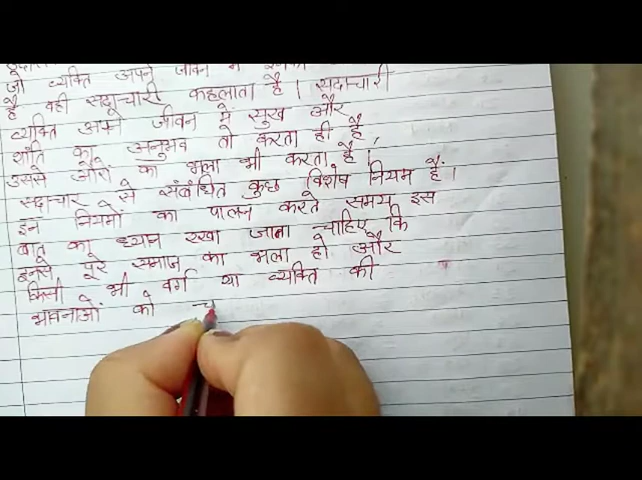 जो व्यक्ति अपने जीवन में
है वही सदाचारी कहलाता है। सदाचारी
व्यक्ति अपने जीवन में सुख और
शांति का अनुभव तो करता ही है
उससे औरों का भला भी करता है।
सदाचार से संबंधित कुछ विशेष नियम हैं।
इन नियमों का पालन करते समय इस
बात का ध्यान रखा जाना चाहिए कि
इनसे पूरे समाज का भला हो और
किसी भी वर्ग या व्यक्ति की
भावनाओं को